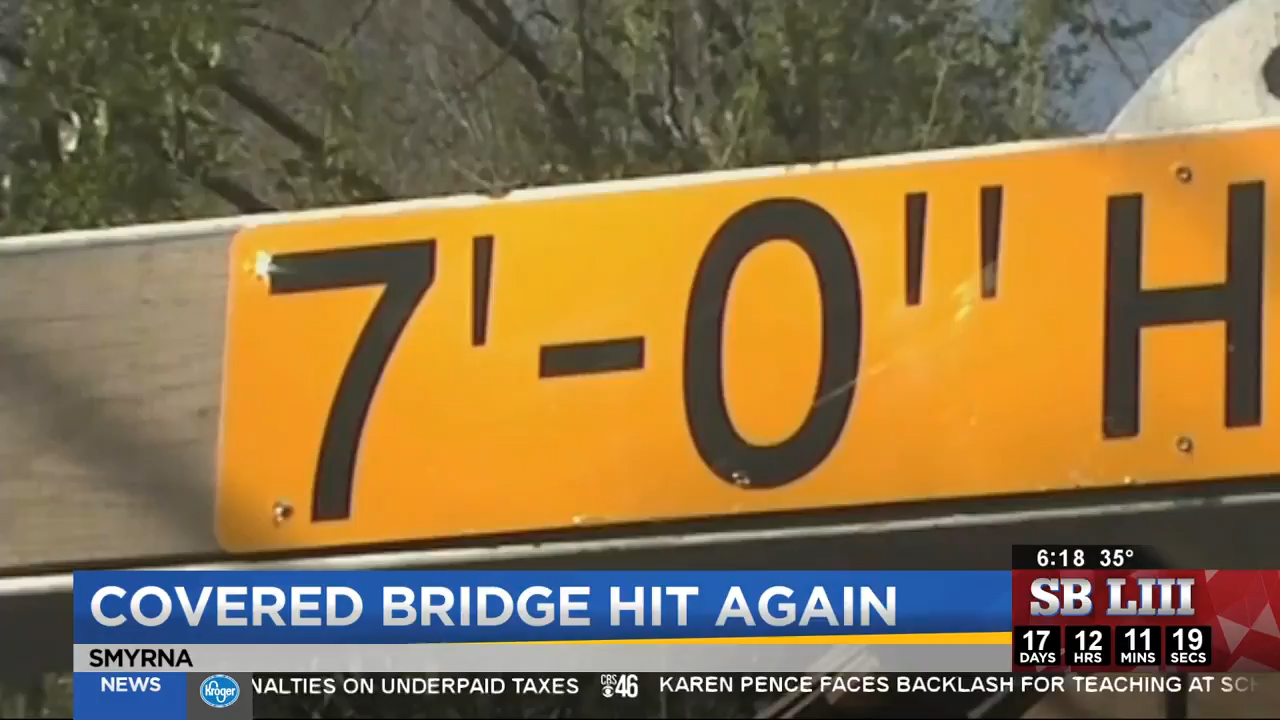 7'-0" H
6:18 35°
COVERED BRIDGE HIT AGAIN
SB LIII
17 12 11 19
DAYS HRS MINS SECS
SMYRNA
NEWS Kroger NALTIES ON UNDERPAID TAXES CBS 46 KAREN PENCE FACES BACKLASH FOR TEACHING AT SCH